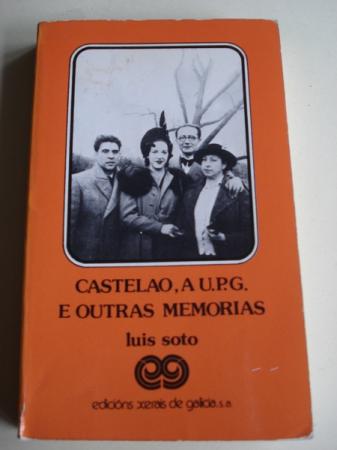 CASTELAO, A U.P.G.
E OUTRAS MEMORIAS
luis soto
edicións xerais de galicia, s.a.